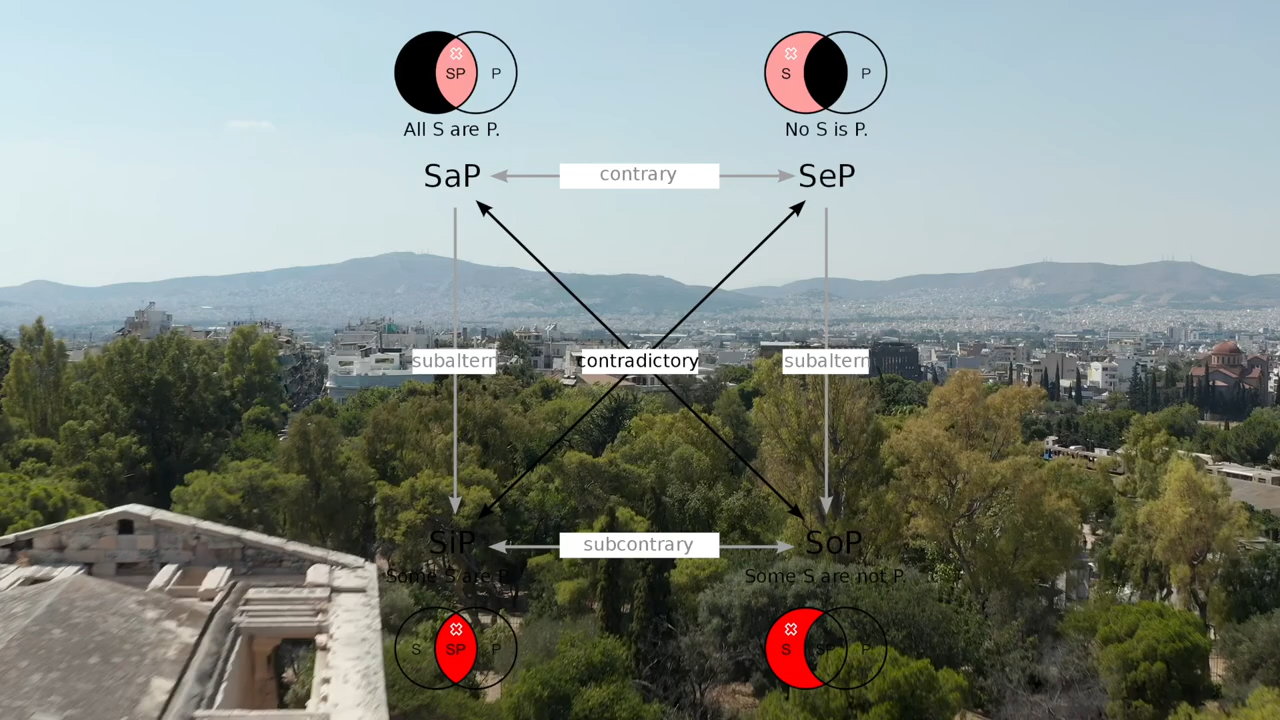 SP P
S P
All S are P.
No S is P.
SaP
contrary
SeP
subaltern
contradictory
subaltern
SiP
subcontrary
SoP
Some S are P.
Some S are not P.
S SP P
S SP P